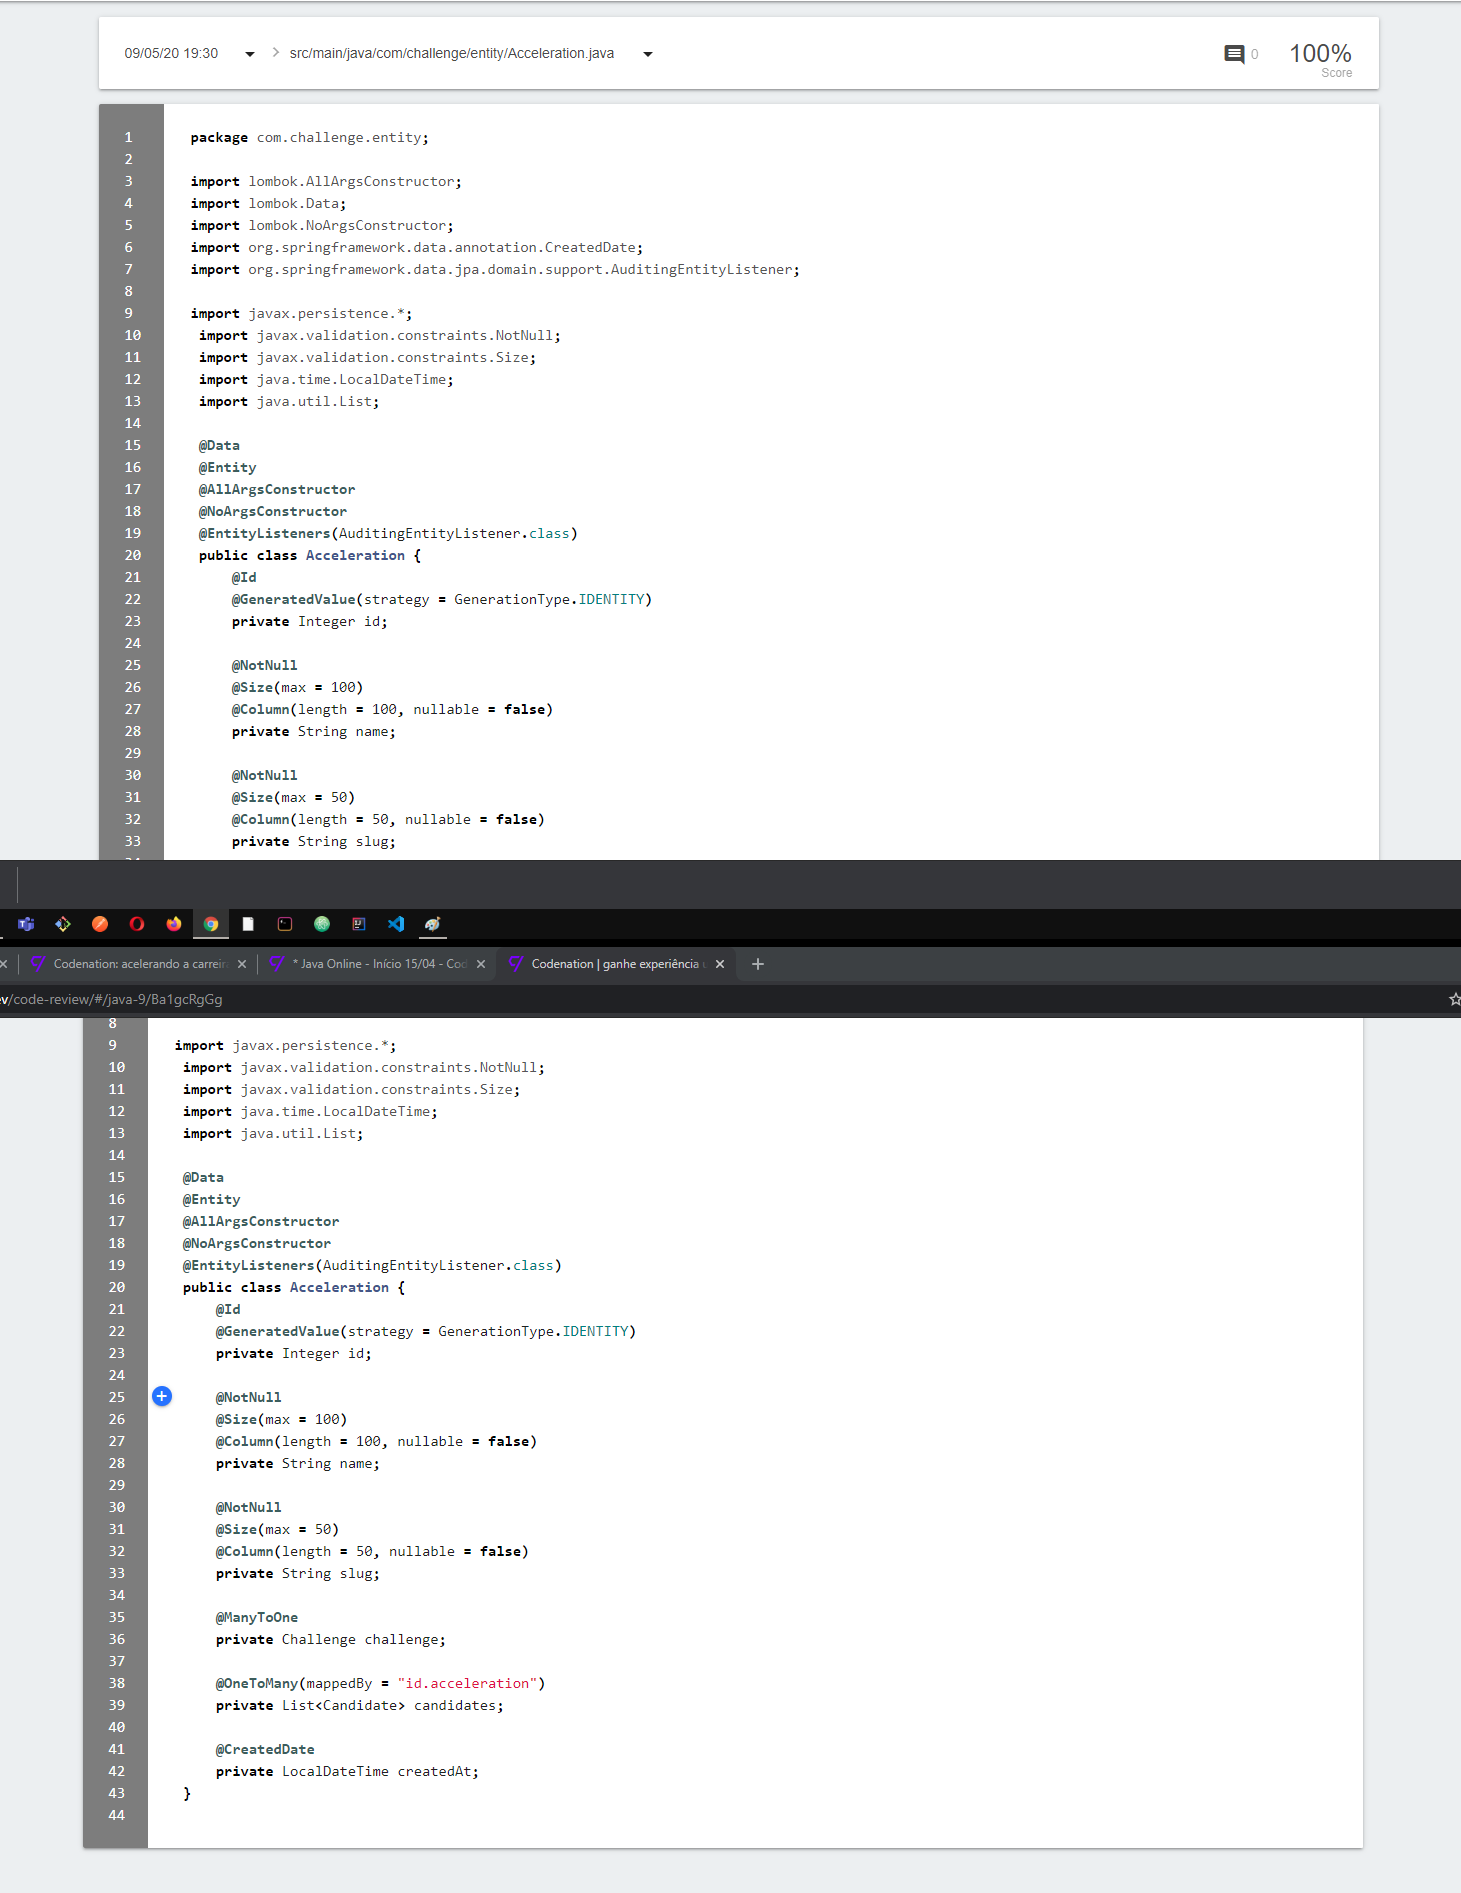 09/05/20 19:30 > src/main/java/com/challenge/entity/Acceleration.java 0 100%
Score
1 package com.challenge.entity;
2
3 import lombok.AllArgsConstructor;
4 import lombok.Data;
5 import lombok.NoArgsConstructor;
6 import org.springframework.data.annotation.CreatedDate;
7 import org.springframework.data.jpa.domain.support.AuditingEntityListener;
8
9 import javax.persistence.*;
10 import javax.validation.constraints.NotNull;
11 import javax.validation.constraints.Size;
12 import java.time.LocalDateTime;
13 import java.util.List;
14
15 @Data
16 @Entity
17 @AllArgsConstructor
18 @NoArgsConstructor
19 @EntityListeners(AuditingEntityListener.class)
20 public class Acceleration {
21 @Id
22 @GeneratedValue(strategy = GenerationType.IDENTITY)
23 private Integer id;
24
25 @NotNull
26 @Size(max = 100)
27 @Column(length = 100, nullable = false)
28 private String name;
29
30 @NotNull
31 @Size(max = 50)
32 @Column(length = 50, nullable = false)
33 private String slug;
Codenation: acelerando a carreir * Java Online - Início 15/04 - Cod Codenation | ganhe experiência
ev/code-review/#/java-9/Ba1gcRgGg
8
9 import javax.persistence.*;
10 import javax.validation.constraints.NotNull;
11 import javax.validation.constraints.Size;
12 import java.time.LocalDateTime;
13 import java.util.List;
14
15 @Data
16 @Entity
17 @AllArgsConstructor
18 @NoArgsConstructor
19 @EntityListeners(AuditingEntityListener.class)
20 public class Acceleration {
21 @Id
22 @GeneratedValue(strategy = GenerationType.IDENTITY)
23 private Integer id;
24
25 @NotNull
26 @Size(max = 100)
27 @Column(length = 100, nullable = false)
28 private String name;
29
30 @NotNull
31 @Size(max = 50)
32 @Column(length = 50, nullable = false)
33 private String slug;
34
35 @ManyToOne
36 private Challenge challenge;
37
38 @OneToMany(mappedBy = "id.acceleration")
39 private List<Candidate> candidates;
40
41 @CreatedDate
42 private LocalDateTime createdAt;
43 }
44